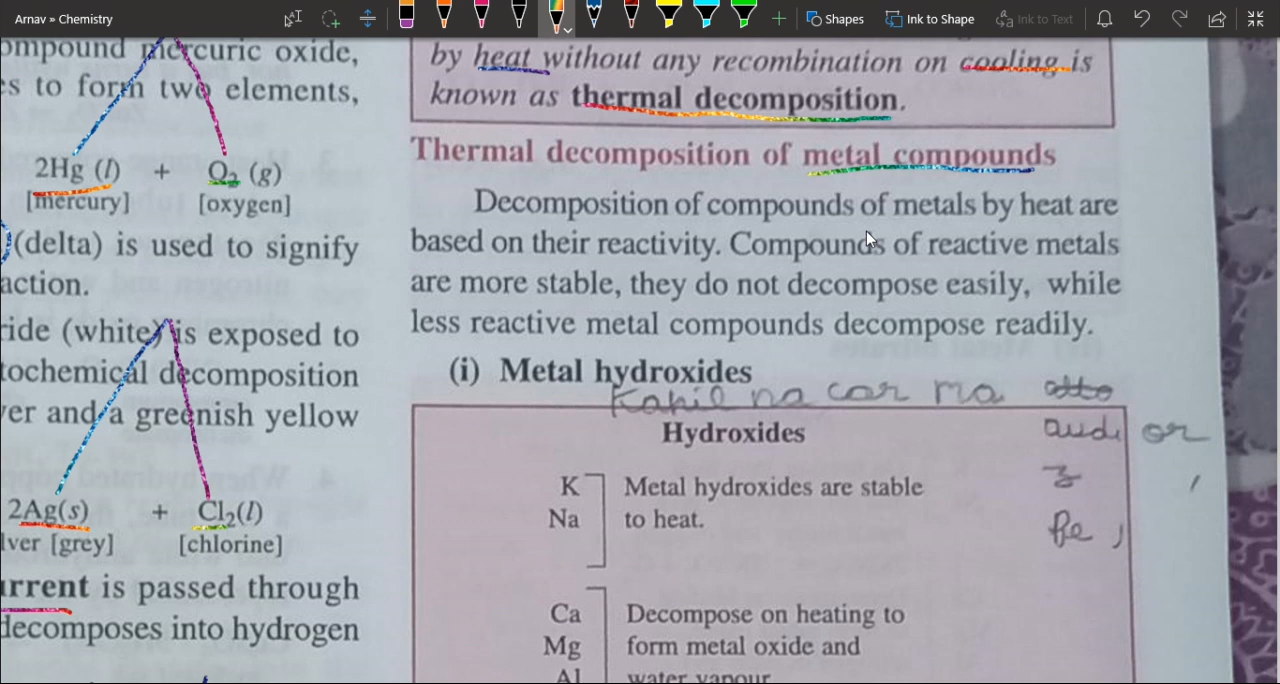 Arnav » Chemistry
Shapes
Ink to Shape
Ink to Text
ompound mercuric oxide,
es to form two elements,
2Hg (l) + O₂ (g)
[mercury] [oxygen]
(delta) is used to signify
action.
ride (white) is exposed to
tochemical decomposition
ver and a greenish yellow
2Ag(s) + Cl₂(l)
lver [grey] [chlorine]
urrent is passed through
decomposes into hydrogen
by heat without any recombination on cooling is
known as thermal decomposition.
Thermal decomposition of metal compounds
Decomposition of compounds of metals by heat are
based on their reactivity. Compounds of reactive metals
are more stable, they do not decompose easily, while
less reactive metal compounds decompose readily.
(i) Metal hydroxides
na car ma
Hydroxides
or
K Metal hydroxides are stable
Na to heat.
Ca Decompose on heating to
Mg form metal oxide and
Al water vapour